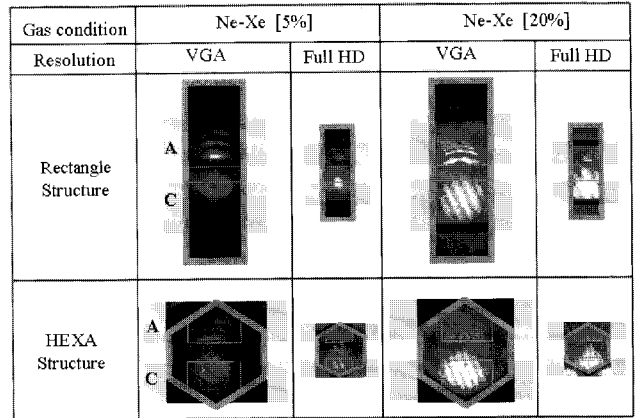 Gas condition
Ne-Xe [5%]
Ne-Xe [20%]
Resolution
VGA
Full HD
VGA
Full HD
Rectangle
Structure
A
C
HEXA
Structure
A
C